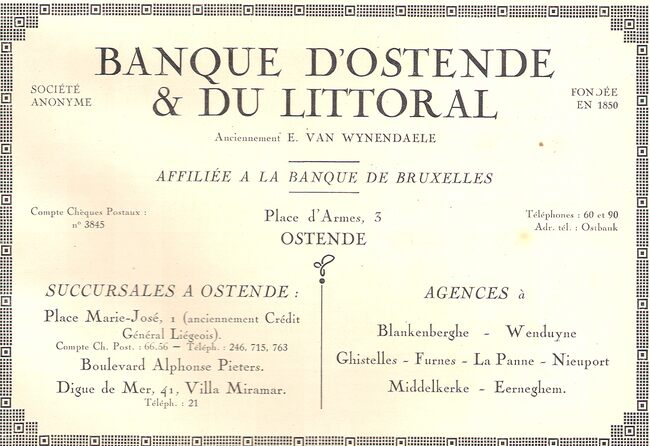 BANQUE D'OSTENDE
& DU LITTORAL
SOCIÉTÉ
ANONYME
FONDÉE
EN 1850
Anciennement E. VAN WYNENDAELE
AFFILIÉE A LA BANQUE DE BRUXELLES
Compte Chèques Postaux :
n° 3845
Place d'Armes, 3
OSTENDE
Téléphones : 60 et 90
Adr. tél. : Ostbank
SUCCURSALES A OSTENDE :
Place Marie-José, 1 (anciennement Crédit
Général Liégeois).
Compte Ch. Post. : 66.56 — Téléph. : 246, 715, 763
Boulevard Alphonse Pieters.
Digue de Mer, 41, Villa Miramar.
Téléph. : 21
AGENCES à
Blankenberghe - Wenduyne
Ghistelles - Furnes - La Panne - Nieuport
Middelkerke - Eerneghem.